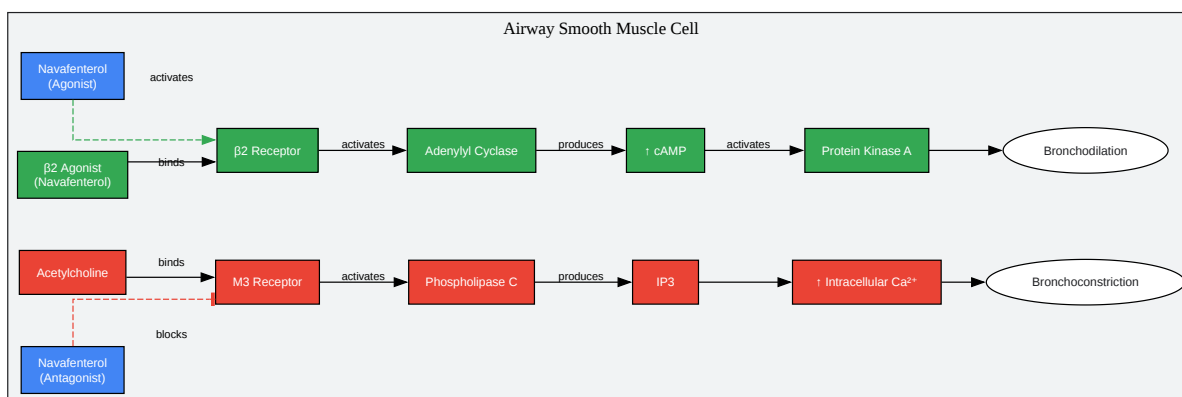 Airway Smooth Muscle Cell
Navafenterol
(Agonist)
activates
β2 Agonist
(Navafenterol)
binds
β2 Receptor
activates
Adenylyl Cyclase
produces
↑ cAMP
activates
Protein Kinase A
Bronchodilation
Acetylcholine
binds
M3 Receptor
activates
Phospholipase C
produces
IP3
↑ Intracellular Ca²⁺
Bronchoconstriction
blocks
Navafenterol
(Antagonist)